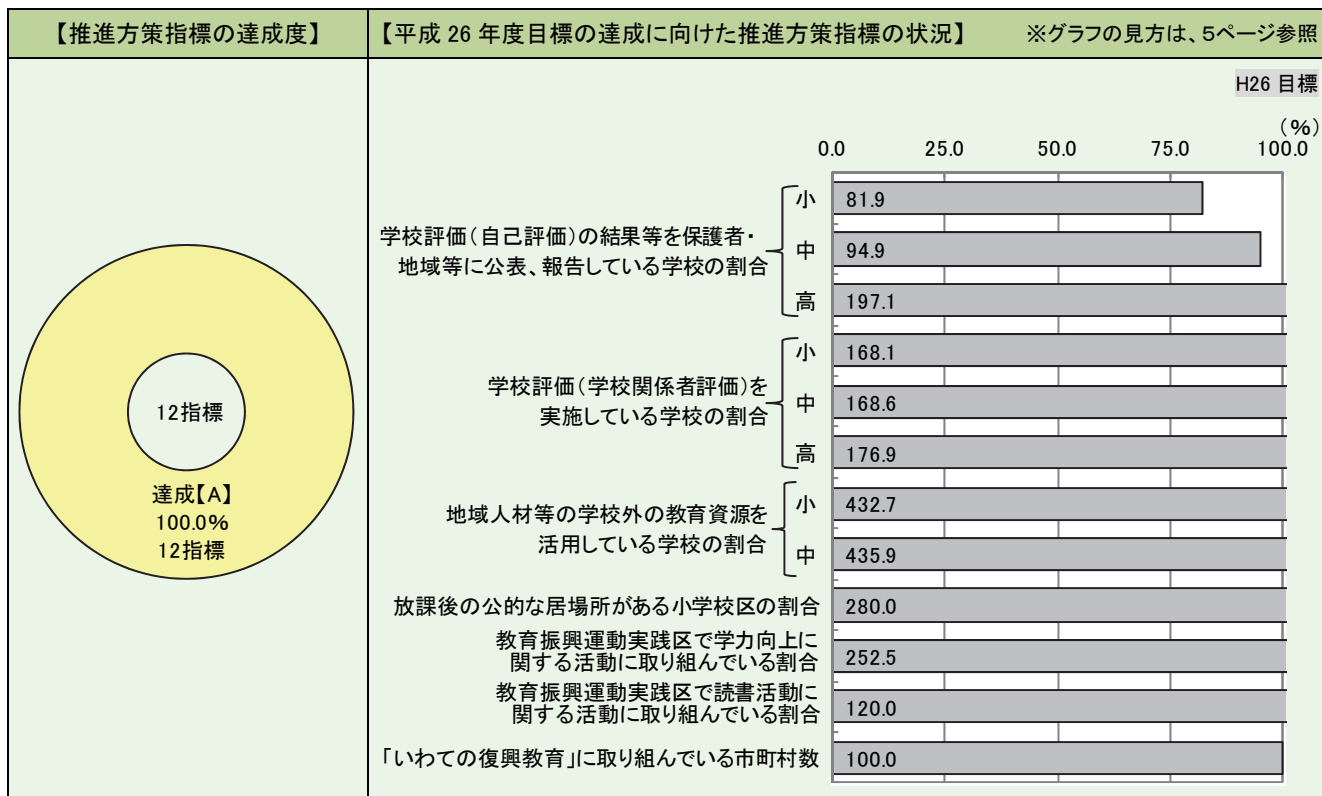 【推進方策指標の達成度】
【平成 26 年度目標の達成に向けた推進方策指標の状況】 ※グラフの見方は、5ページ参照
12指標
達成【A】
100.0%
12指標
H26 目標
(%)
0.0 25.0 50.0 75.0 100.0
学校評価(自己評価)の結果等を保護者・
地域等に公表、報告している学校の割合
小 81.9
中 94.9
高 197.1
学校評価(学校関係者評価)を
実施している学校の割合
小 168.1
中 168.6
高 176.9
地域人材等の学校外の教育資源を
活用している学校の割合
小 432.7
中 435.9
放課後の公的な居場所がある小学校区の割合 280.0
教育振興運動実践区で学力向上に
関する活動に取り組んでいる割合 252.5
教育振興運動実践区で読書活動に
関する活動に取り組んでいる割合 120.0
「いわての復興教育」に取り組んでいる市町村数 100.0